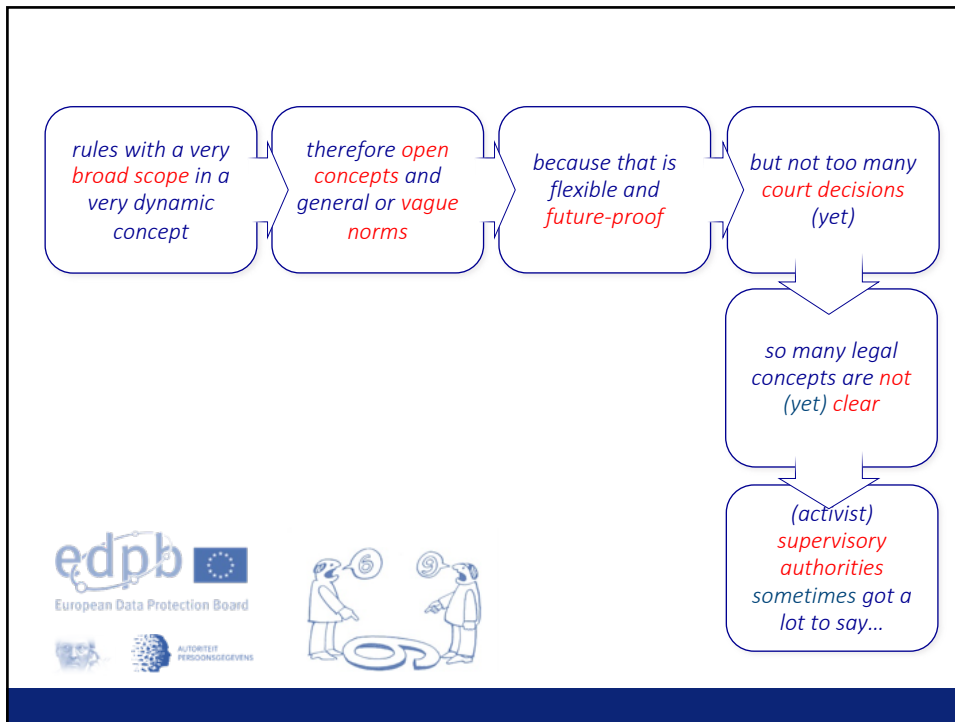 rules with a very
broad scope in a
very dynamic
concept
therefore open
concepts and
general or vague
norms
because that is
flexible and
future-proof
but not too many
court decisions
(yet)
so many legal
concepts are not
(yet) clear
(activist)
supervisory
authorities
sometimes got a
lot to say…
edpb
European Data Protection Board
AUTORITEIT
PERSOONSGEGEVENS
6
9
6